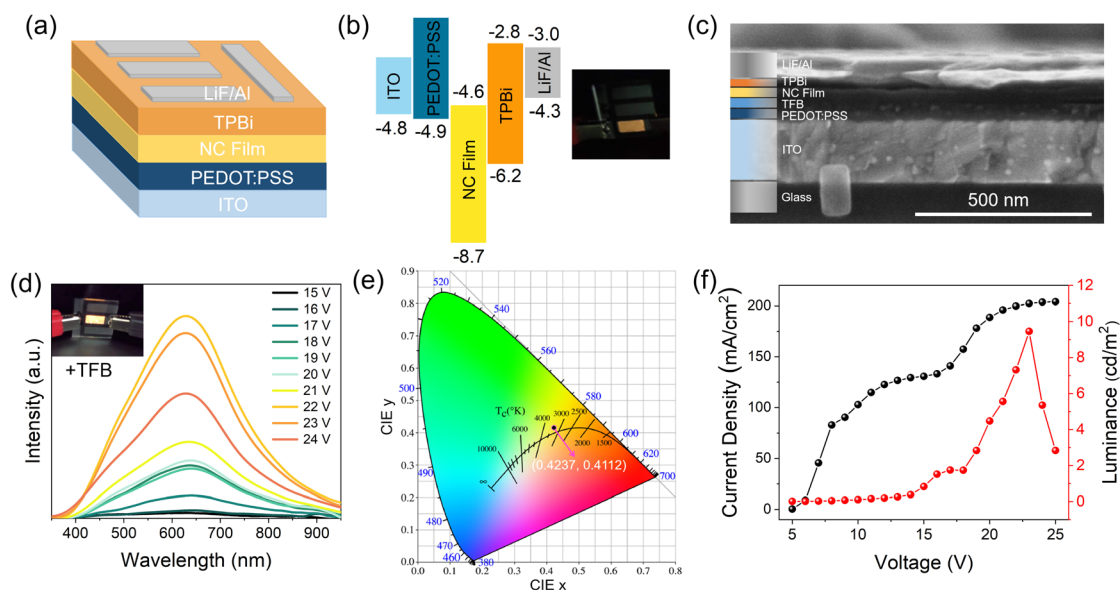 (a)
LiF/Al
TPBi
NC Film
PEDOT:PSS
ITO
(b)
ITO
-4.8
PEDOT:PSS
-4.9
-4.6
NC Film
-8.7
-2.8
TPBi
-6.2
-3.0
LiF/Al
-4.3
(c)
LiF/Al
TPBi
NC Film
TFB
PEDOT:PSS
ITO
Glass
500 nm
(d)
+TFB
15 V
16 V
17 V
18 V
19 V
20 V
21 V
22 V
23 V
24 V
Intensity (a.u.)
400 500 600 700 800 900
Wavelength (nm)
(e)
0.9
0.8
0.7
0.6
0.5
0.4
0.3
0.2
0.1
0.0
CIE y
520
540
560
500
580
600
620
700
490
480
470
460
380
Tc(°K)
10000
6000
4000
3000
2500
2000
1500
∞
(0.4237, 0.4112)
0.0 0.1 0.2 0.3 0.4 0.5 0.6 0.7 0.8
CIE x
(f)
Current Density (mA/cm²)
200
150
100
50
0
12
11
10
8
6
4
2
0
Luminance (cd/m²)
5 10 15 20 25
Voltage (V)